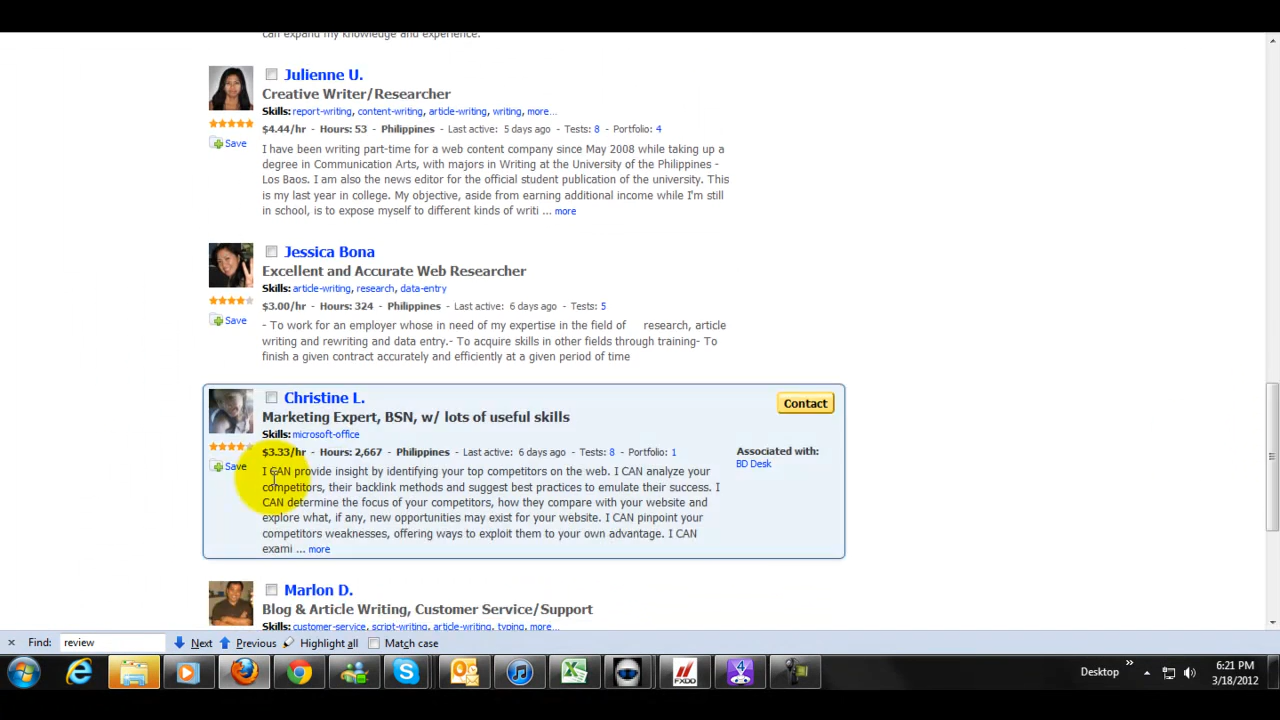 can expand my knowledge and experience.
Julienne U.
Creative Writer/Researcher
Skills: report-writing, content-writing, article-writing, writing, more...
$4.44/hr - Hours: 53 - Philippines - Last active: 5 days ago - Tests: 8 - Portfolio: 4
Save
I have been writing part-time for a web content company since May 2008 while taking up a
degree in Communication Arts, with majors in Writing at the University of the Philippines -
Los Baos. I am also the news editor for the official student publication of the university. This
is my last year in college. My objective, aside from earning additional income while I'm still
in school, is to expose myself to different kinds of writi ... more
Jessica Bona
Excellent and Accurate Web Researcher
Skills: article-writing, research, data-entry
$3.00/hr - Hours: 324 - Philippines - Last active: 6 days ago - Tests: 5
Save
- To work for an employer whose in need of my expertise in the field of research, article
writing and rewriting and data entry.- To acquire skills in other fields through training- To
finish a given contract accurately and efficiently at a given period of time
Christine L.
Contact
Marketing Expert, BSN, w/ lots of useful skills
Skills: microsoft-office
$3.33/hr - Hours: 2,667 - Philippines - Last active: 6 days ago - Tests: 8 - Portfolio: 1
Associated with:
BD Desk
Save
I CAN provide insight by identifying your top competitors on the web. I CAN analyze your
competitors, their backlink methods and suggest best practices to emulate their success. I
CAN determine the focus of your competitors, how they compare with your website and
explore what, if any, new opportunities may exist for your website. I CAN pinpoint your
competitors weaknesses, offering ways to exploit them to your own advantage. I CAN
exami ... more
Marlon D.
Blog & Article Writing, Customer Service/Support
Skills: customer-service, script-writing, article-writing, typing, more...
Find: review Next Previous Highlight all Match case
Desktop
6:21 PM
3/18/2012
FXDD
4